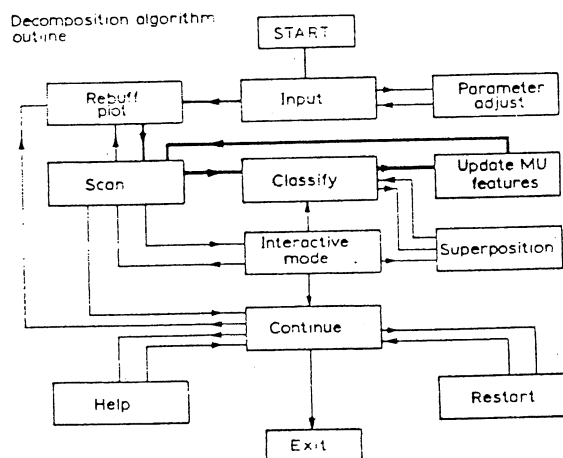 Decomposition algorithm
outline
START
Rebuff
plot
Input
Parameter
adjust
Scan
Classify
Update MU
features
Interactive
mode
Superposition
Continue
Help
Restart
Exit